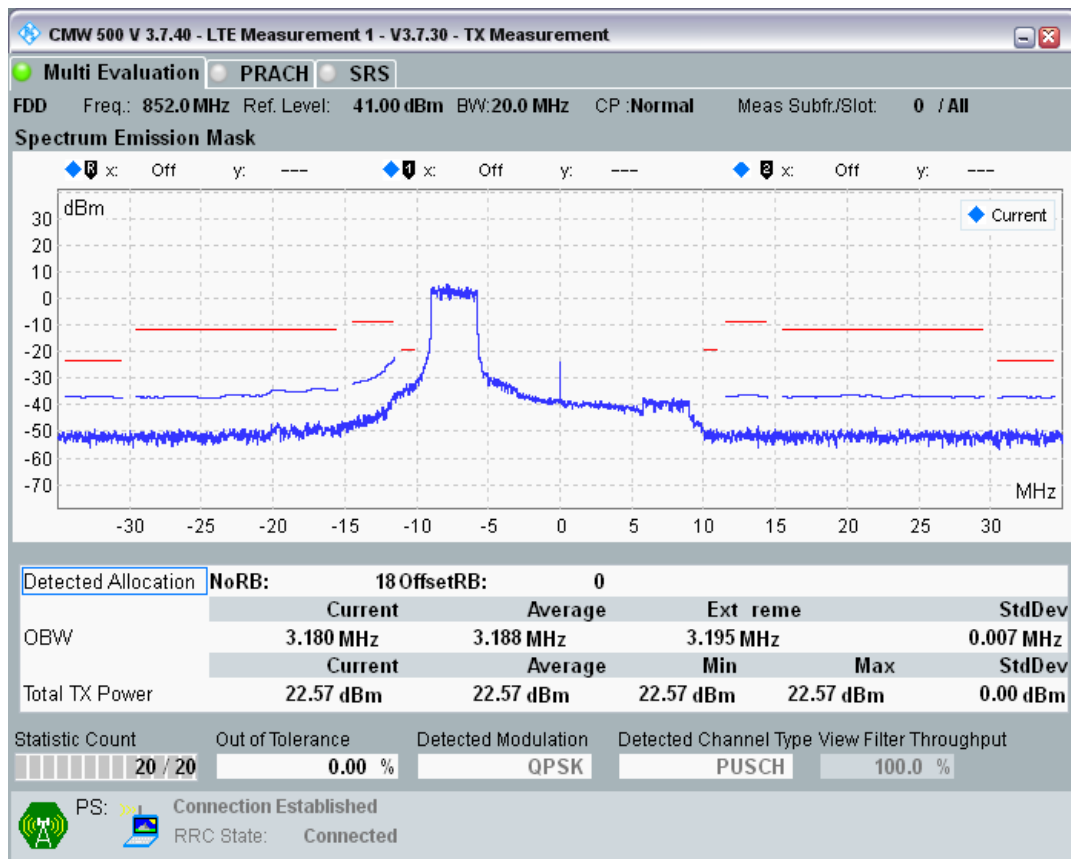 CMW 500 V 3.7.40 - LTE Measurement 1 - V3.7.30 - TX Measurement
Multi Evaluation PRACH SRS
FDD Freq.: 852.0 MHz Ref. Level: 41.00 dBm BW:20.0 MHz CP :Normal Meas Subfr./Slot: 0 / All
Spectrum Emission Mask
R x: Off y: --- 1 x: Off y: --- 2 x: Off y: ---
dBm
Current
30
20
10
0
-10
-20
-30
-40
-50
-60
-70
MHz
-30 -25 -20 -15 -10 -5 0 5 10 15 20 25 30
Detected Allocation NoRB: 18 OffsetRB: 0
Current Average Ext reme StdDev
OBW 3.180 MHz 3.188 MHz 3.195 MHz 0.007 MHz
Current Average Min Max StdDev
Total TX Power 22.57 dBm 22.57 dBm 22.57 dBm 22.57 dBm 0.00 dBm
Statistic Count Out of Tolerance Detected Modulation Detected Channel Type View Filter Throughput
20 / 20 0.00 % QPSK PUSCH 100.0 %
PS: Connection Established
RRC State: Connected